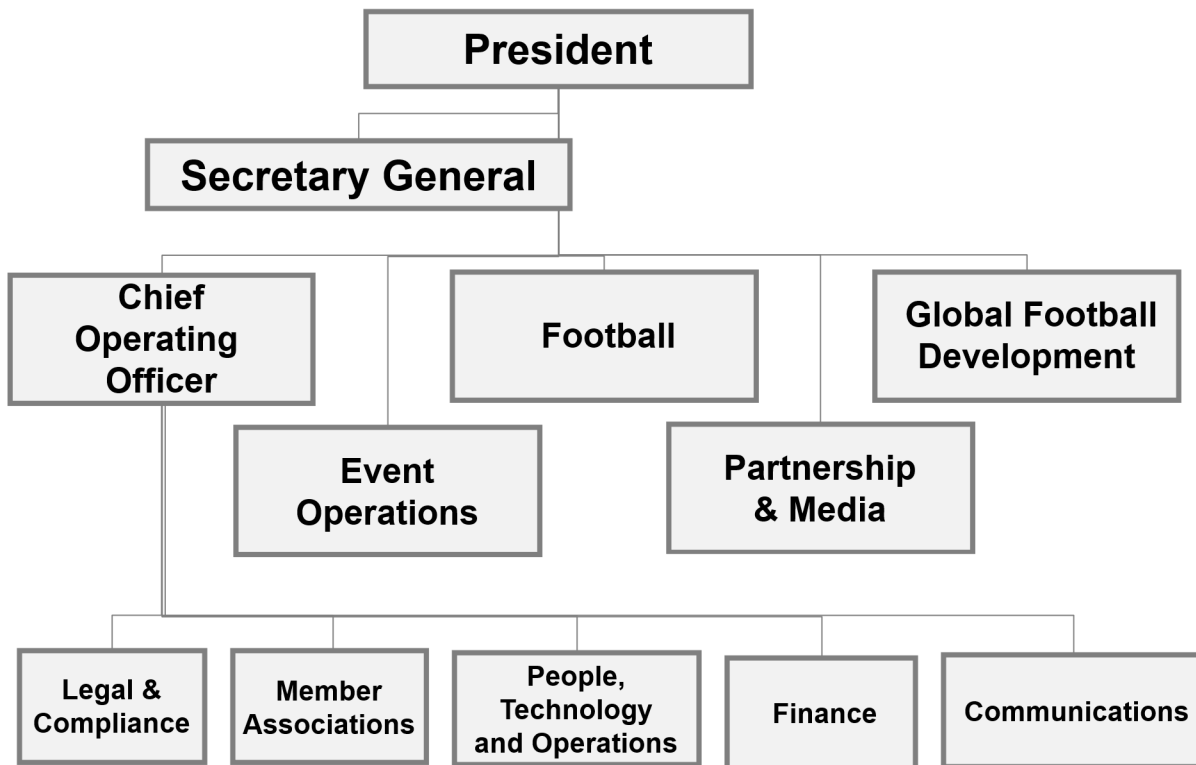 President
Secretary General
Chief
Operating
Officer
Football
Global Football
Development
Event
Operations
Partnership
& Media
Legal &
Compliance
Member
Associations
People,
Technology
and Operations
Finance
Communications